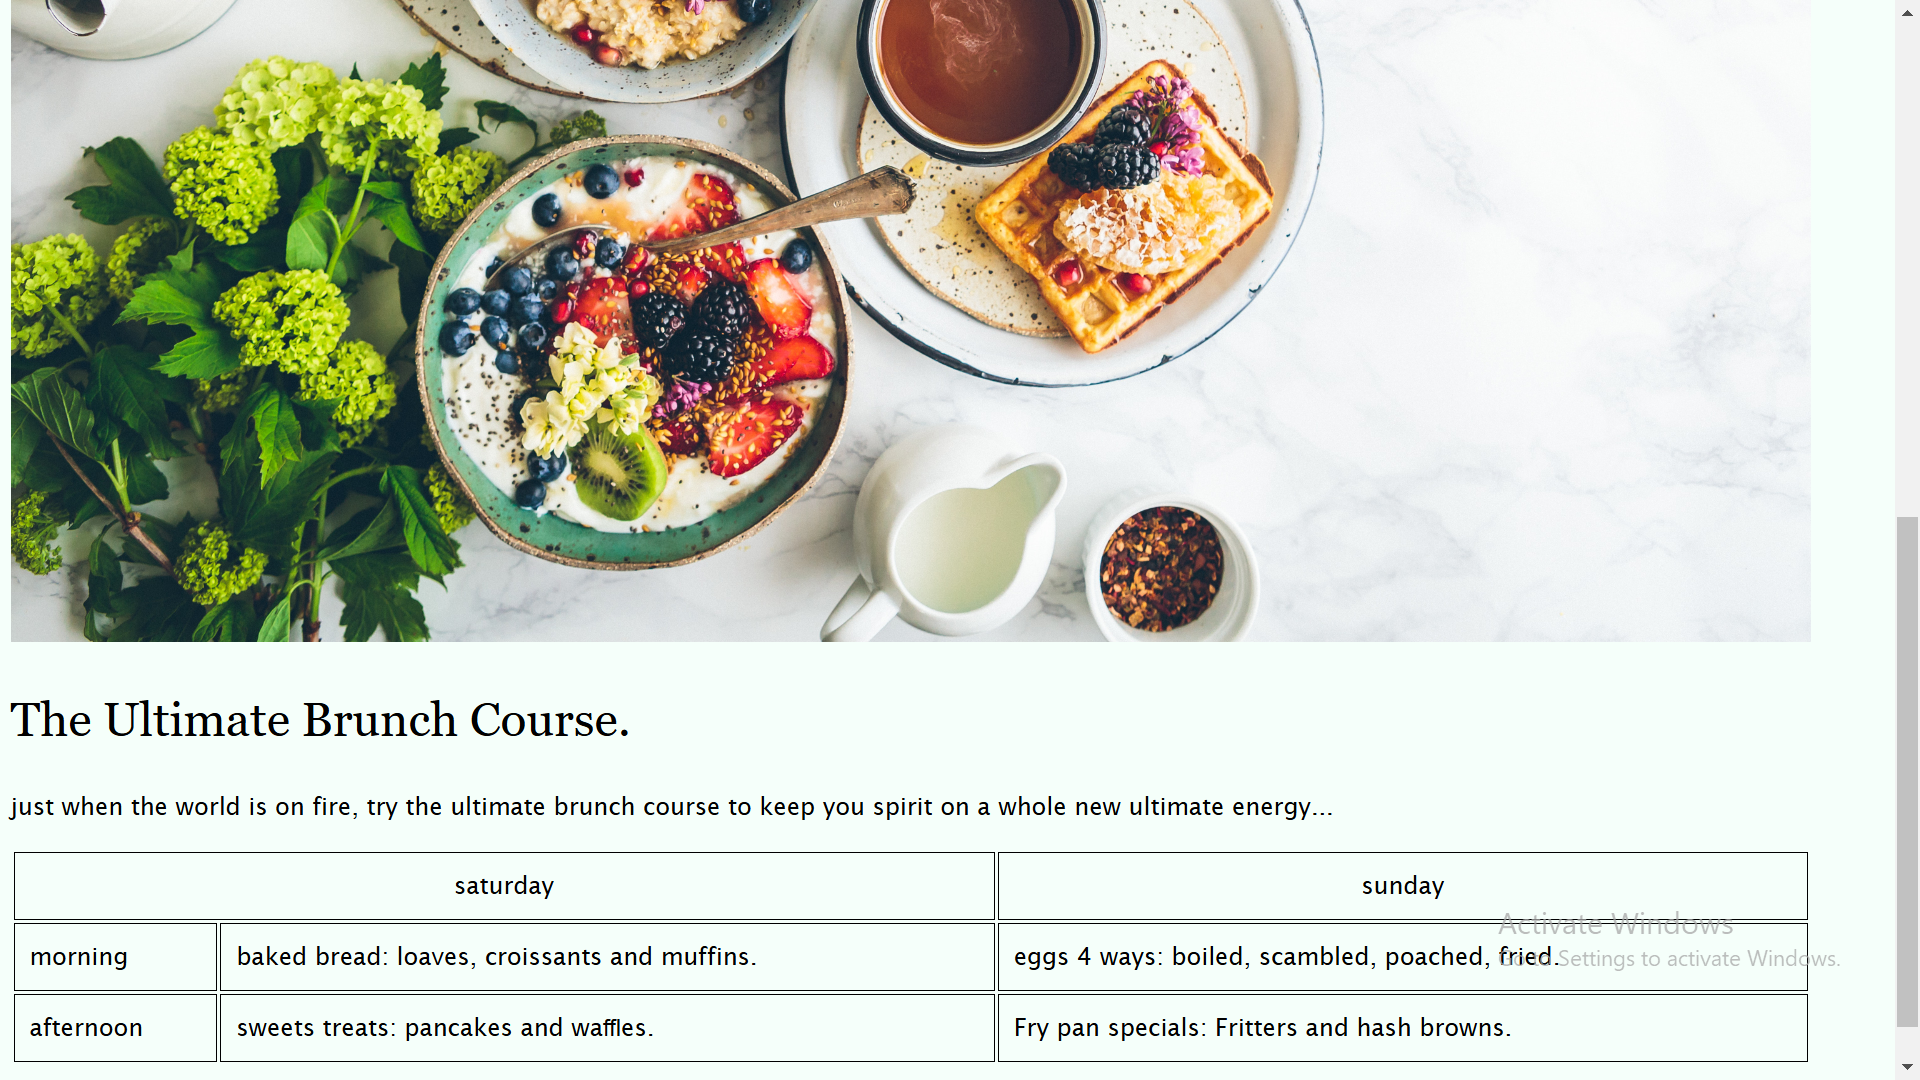 The Ultimate Brunch Course.
just when the world is on fire, try the ultimate brunch course to keep you spirit on a whole new ultimate energy...
saturday sunday
Activate Windows
morning baked bread: loaves, croissants and muffins. eggs 4 ways: boiled, scambled, poached, fried.
Go to Settings to activate Windows.
afternoon sweets treats: pancakes and waffles. Fry pan specials: Fritters and hash browns.